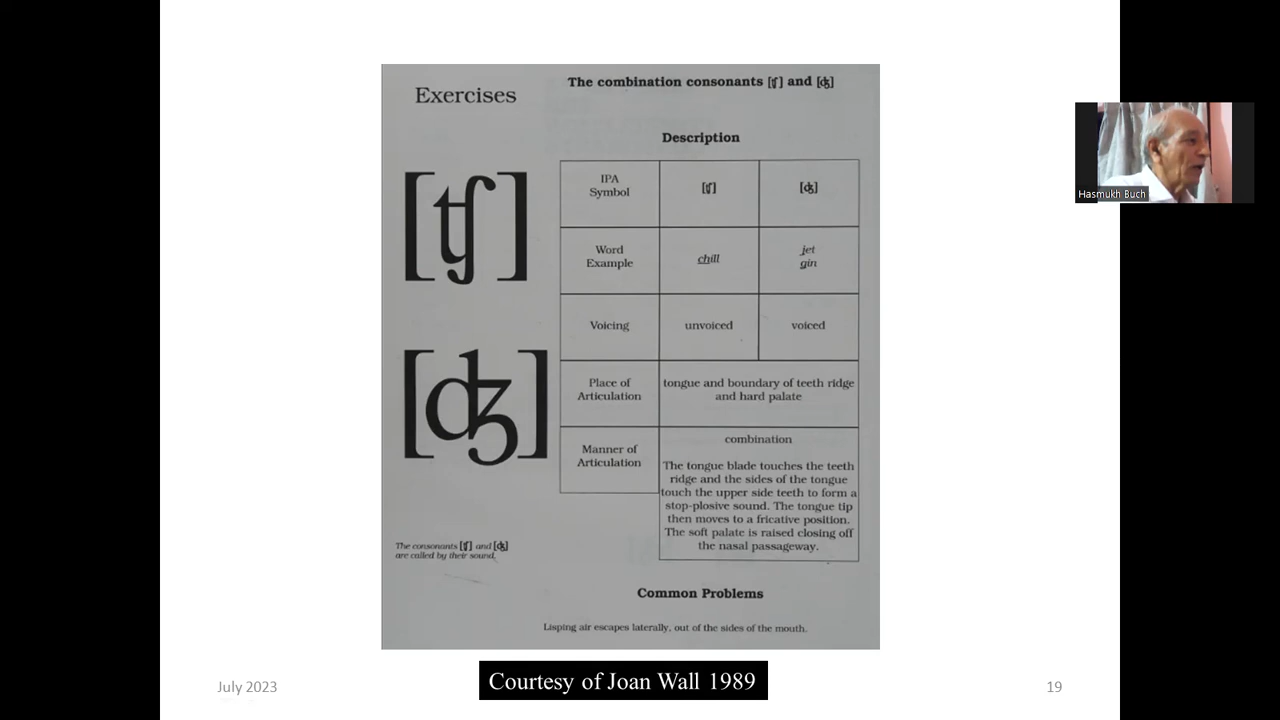 Exercises
The combination consonants [ʧ] and [ʤ]
Description
[ʧ]
[ʤ]
IPA
Symbol
[ʧ]
[ʤ]
Word
Example
chill
jet
gin
Voicing
unvoiced
voiced
Place of
Articulation
tongue and boundary of teeth ridge
and hard palate
Manner of
Articulation
combination
The tongue blade touches the teeth
ridge and the sides of the tongue
touch the upper side teeth to form a
stop-plosive sound. The tongue tip
then moves to a fricative position.
The soft palate is raised closing off
the nasal passageway.
The consonants [ʧ] and [ʤ]
are called by their sound.
Common Problems
Lisping air escapes laterally, out of the sides of the mouth.
July 2023
Courtesy of Joan Wall 1989
19
Hasmukh Buch